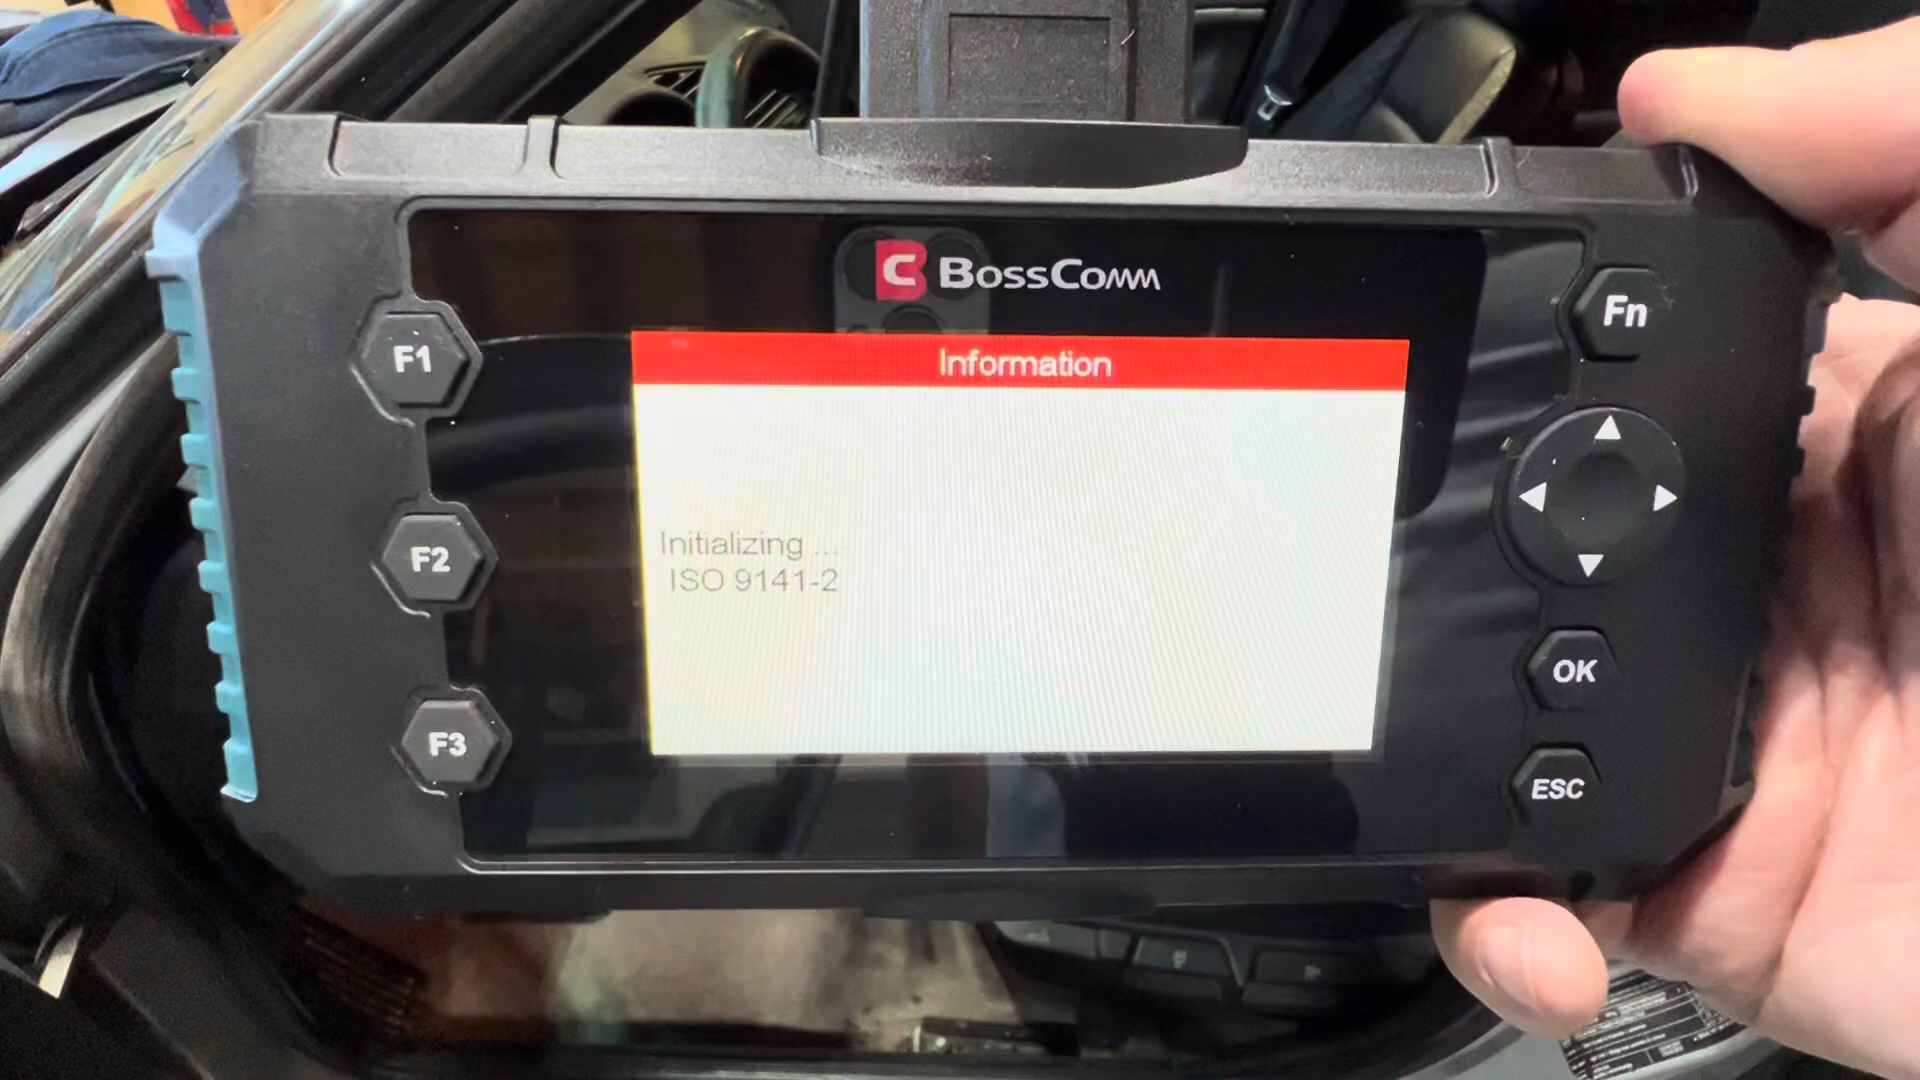 BossComm
Information
Fn
F1
Initializing ...
ISO 9141-2
F2
OK
F3
ESC